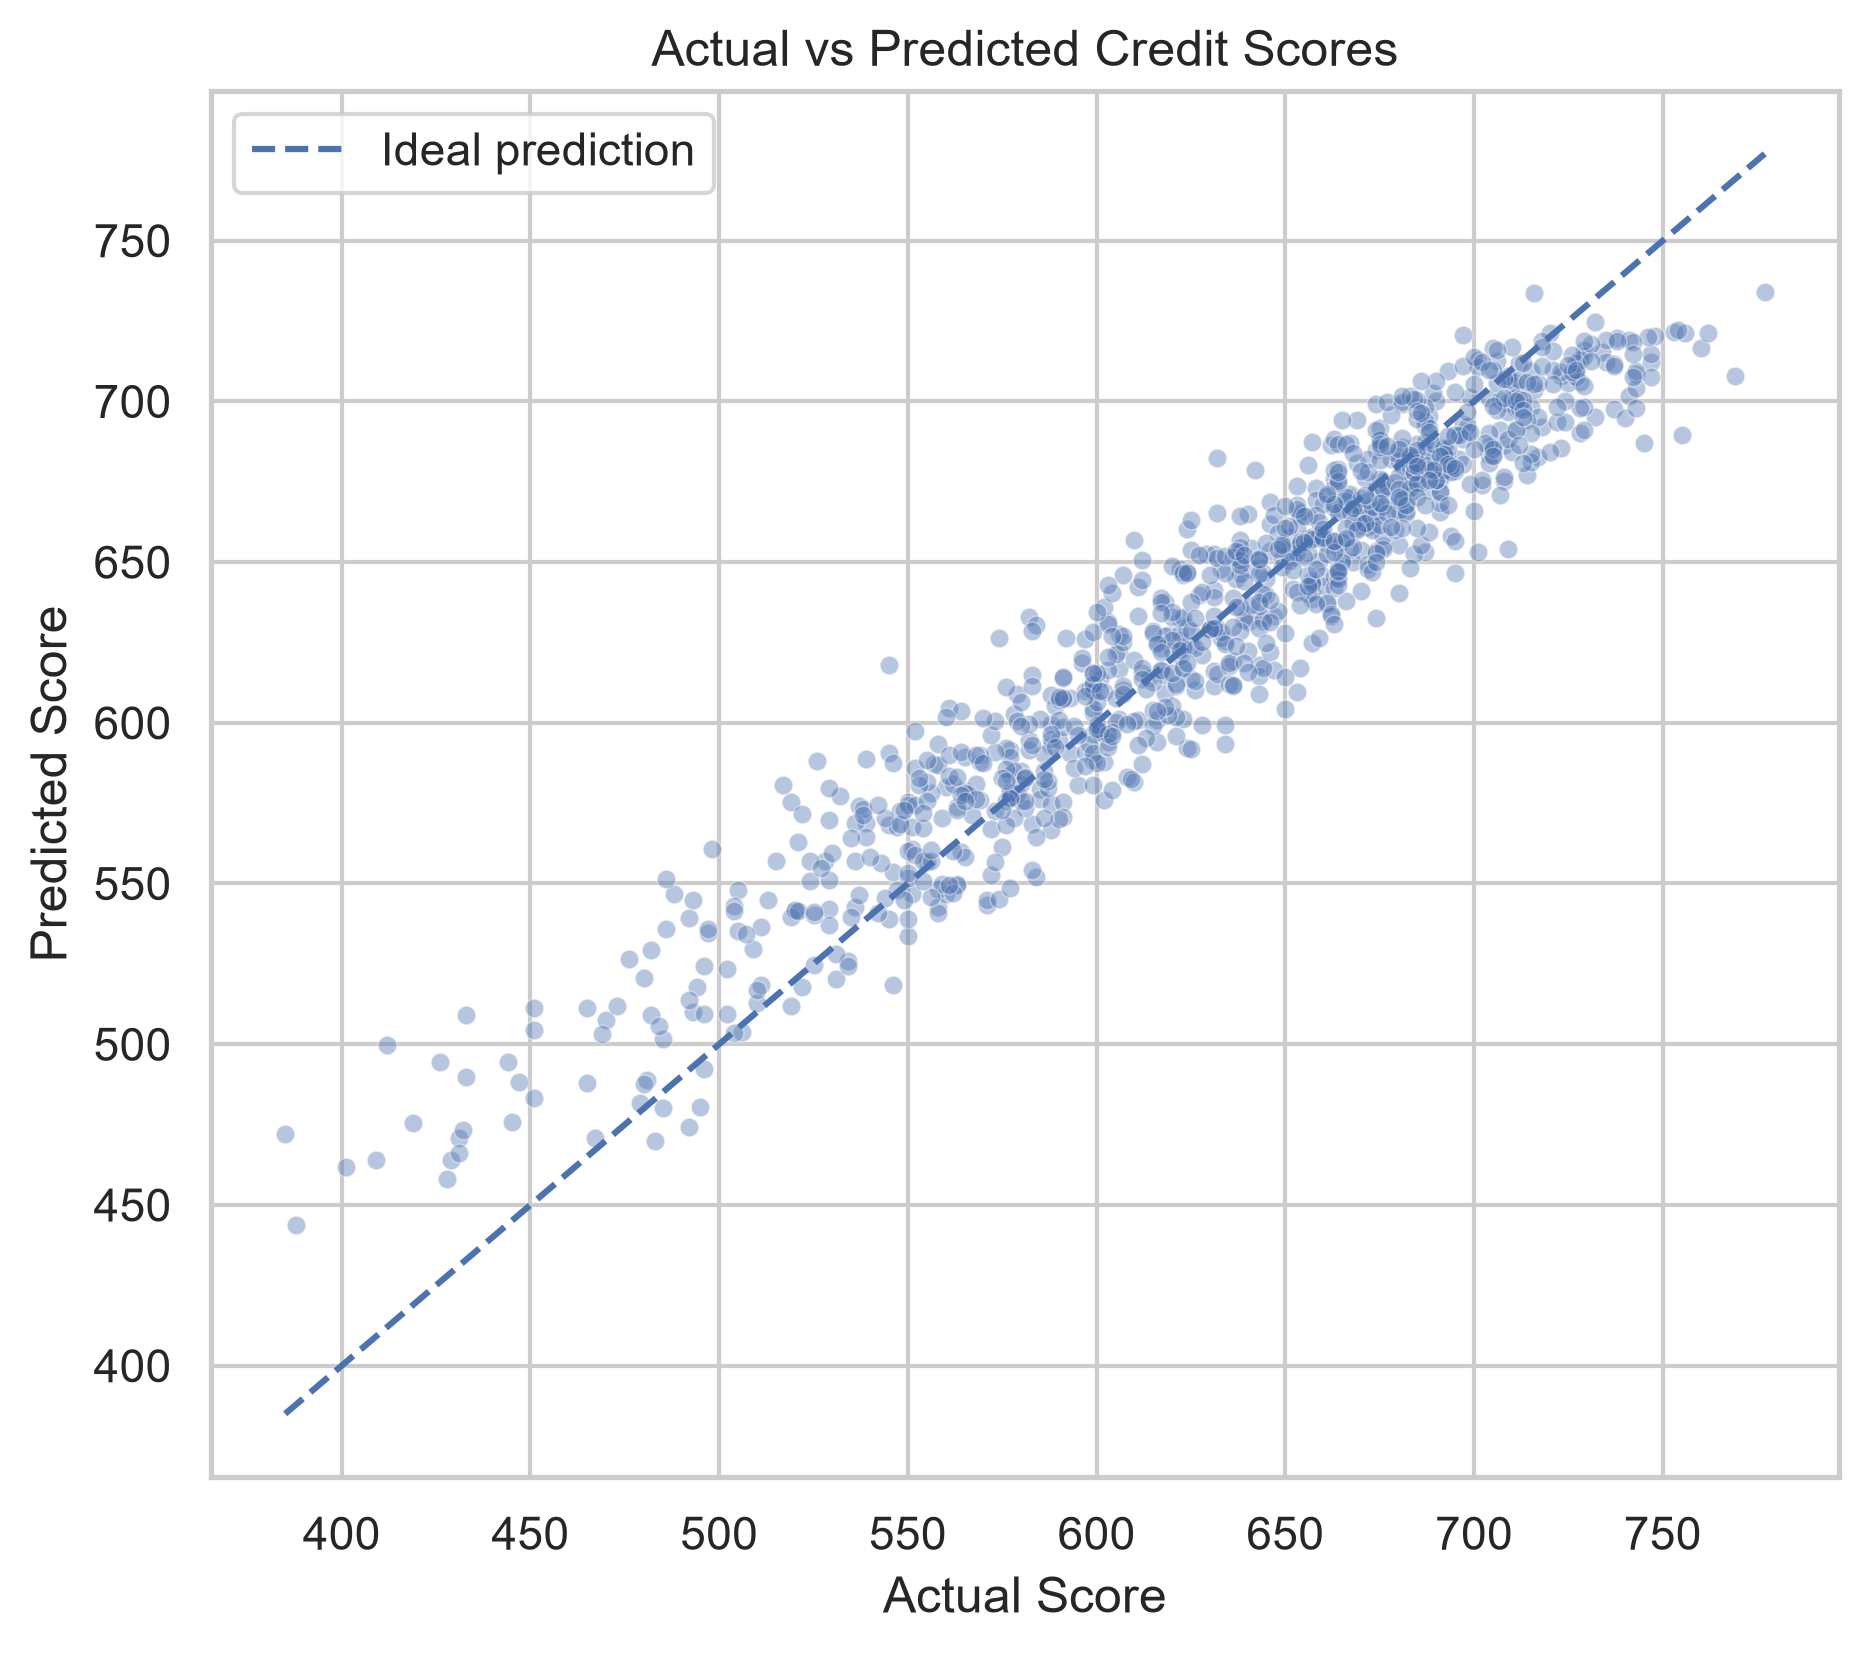 Actual vs Predicted Credit Scores
Ideal prediction
750
700
650
600
550
500
450
400
Predicted Score
400 450 500 550 600 650 700 750
Actual Score